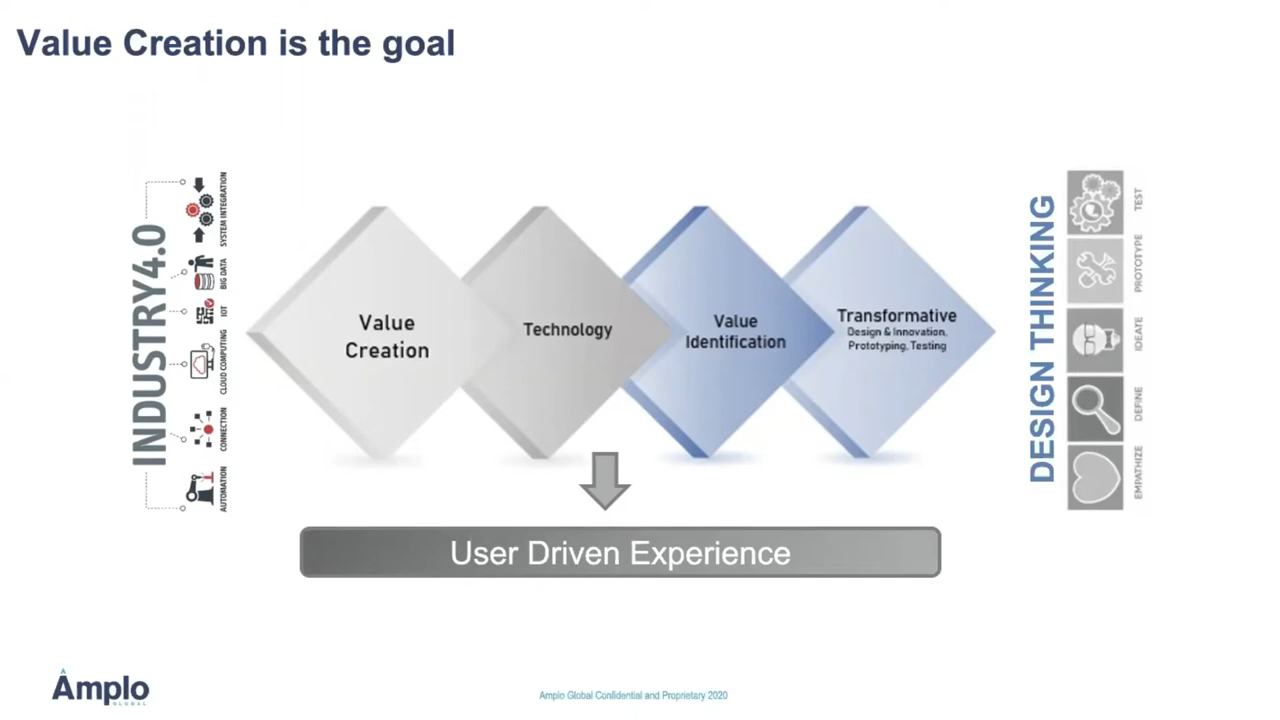 Value Creation is the goal
INDUSTRY4.0
SYSTEM INTEGRATION
BIG DATA
IOT
CLOUD COMPUTING
CONNECTION
AUTOMATION
Value
Creation
Technology
Value
Identification
Transformative
Design & Innovation,
Prototyping, Testing
DESIGN THINKING
TEST
PROTOTYPE
IDEATE
DEFINE
EMPATHIZE
User Driven Experience
Âmplo
GLOBAL
Amplo Global Confidential and Proprietary 2020